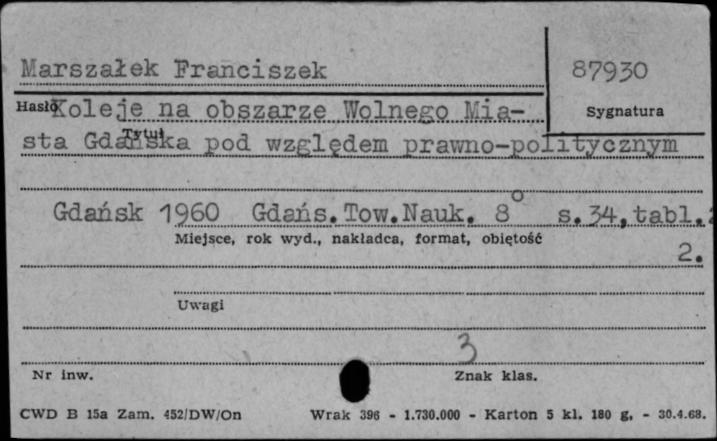 Marszałek Franciszek 87930
Hasło Koleje na obszarze Wolnego Mia- Sygnatura
Tytuł
sta Gdańska pod względem prawno-politycznym
Gdańsk 1960 Gdańs.Tow.Nauk. 8° s.34,tabl.
Miejsce, rok wyd., nakładca, format, objętość
2.
Uwagi
3
Nr inw. Znak klas.
CWD B 15a Zam. 452/DW/On Wrak 396 - 1.730.000 - Karton 5 kl. 180 g. - 30.4.68.